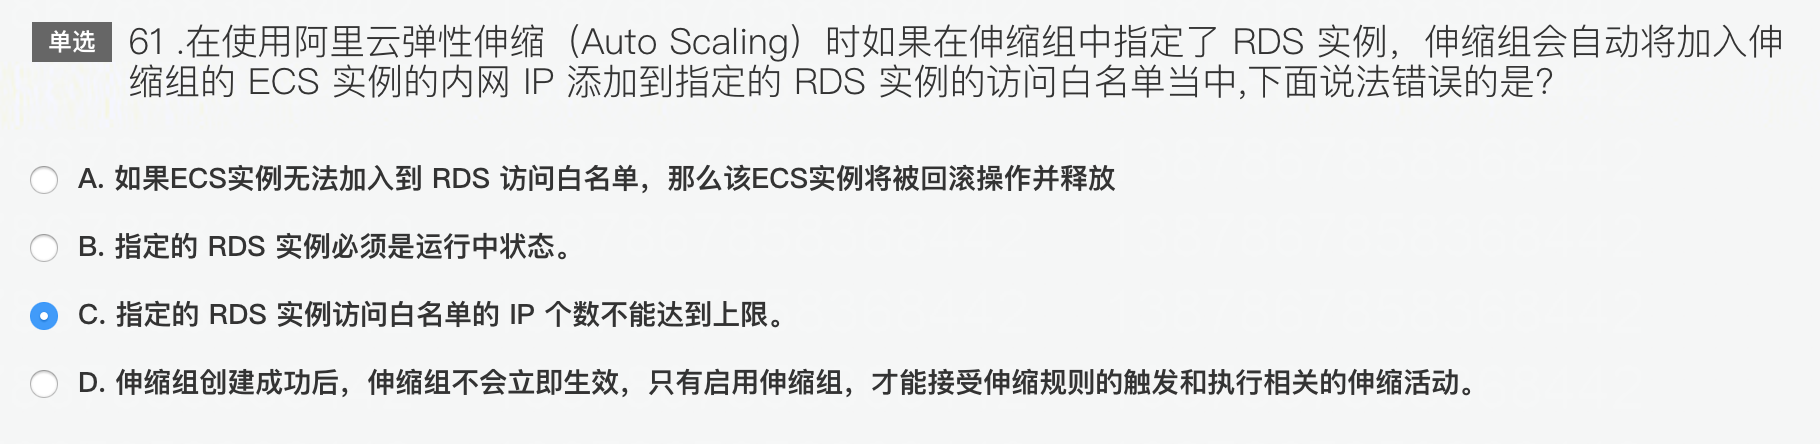 单选 61 .在使用阿里云弹性伸缩（Auto Scaling）时如果在伸缩组中指定了 RDS 实例，伸缩组会自动将加入伸
缩组的 ECS 实例的内网 IP 添加到指定的 RDS 实例的访问白名单当中,下面说法错误的是?
A. 如果ECS实例无法加入到 RDS 访问白名单，那么该ECS实例将被回滚操作并释放
B. 指定的 RDS 实例必须是运行中状态。
C. 指定的 RDS 实例访问白名单的 IP 个数不能达到上限。
D. 伸缩组创建成功后，伸缩组不会立即生效，只有启用伸缩组，才能接受伸缩规则的触发和执行相关的伸缩活动。